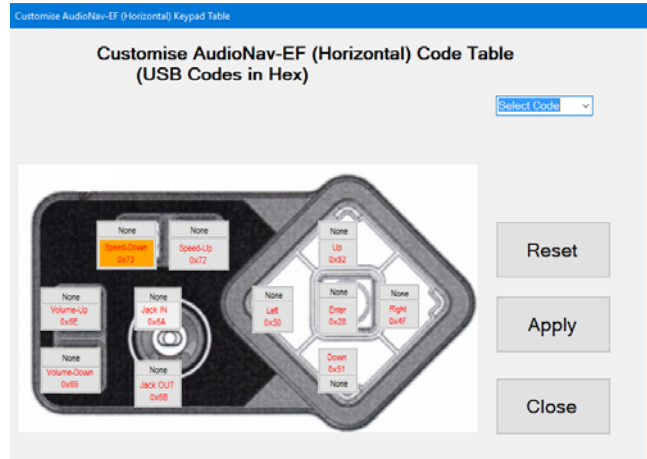 Customise AudioNav-EF (Horizontal) Keypad Table
Customise AudioNav-EF (Horizontal) Code Table
(USB Codes in Hex)
Select Code
None
Speed-Down
0x73
None
Speed-Up
0x72
None
Up
0x52
None
Volume-Up
0x6E
None
Jack IN
0x6A
None
Left
0x50
None
Enter
0x28
None
Right
0x4F
None
Volume-Down
0x69
None
Jack OUT
0x6B
Down
0x51
None
Reset
Apply
Close